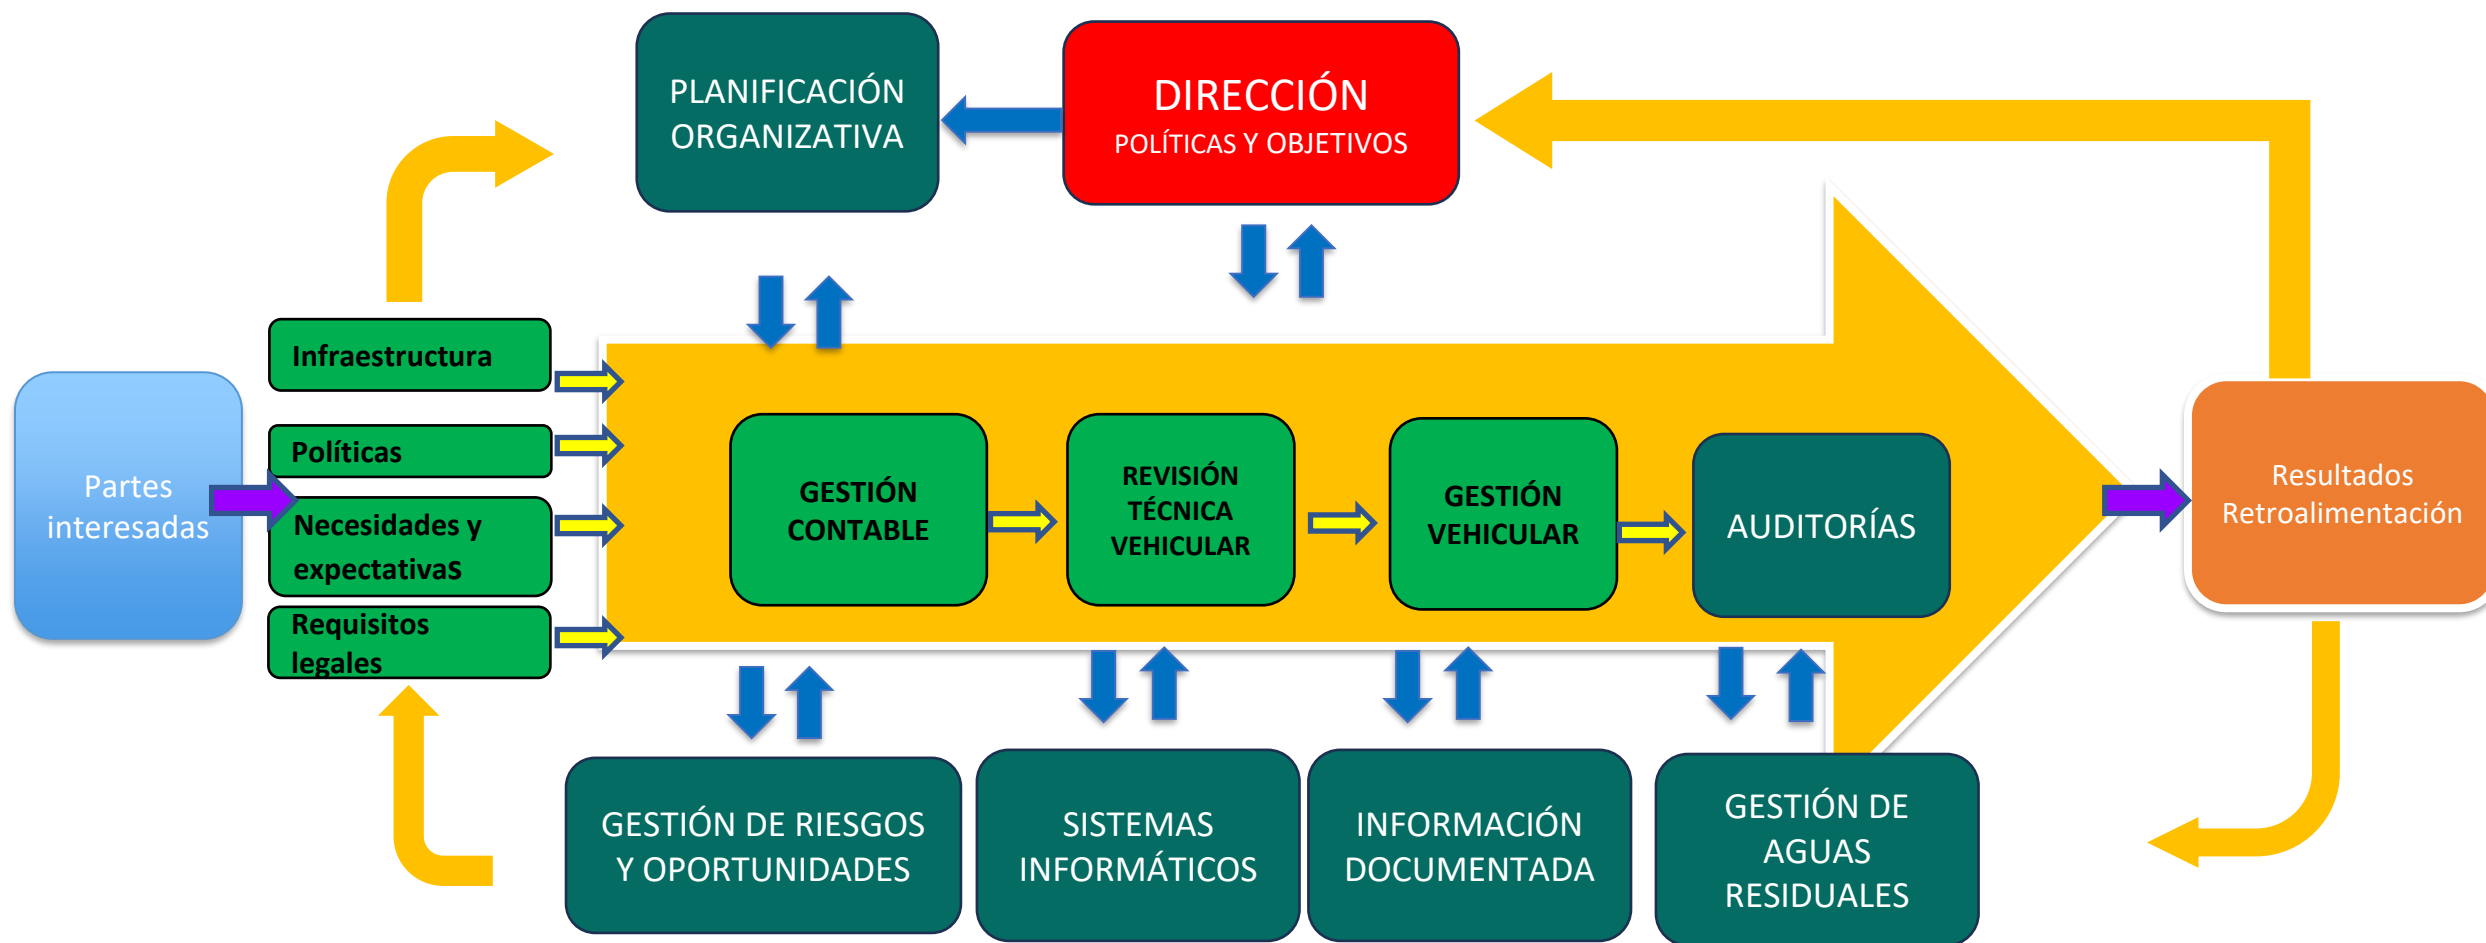 PLANIFICACIÓN
ORGANIZATIVA
DIRECCIÓN
POLÍTICAS Y OBJETIVOS
Infraestructura
Políticas
Necesidades y
expectativas
Requisitos
legales
Partes
interesadas
GESTIÓN
CONTABLE
REVISIÓN
TÉCNICA
VEHICULAR
GESTIÓN
VEHICULAR
AUDITORÍAS
Resultados
Retroalimentación
GESTIÓN DE RIESGOS
Y OPORTUNIDADES
SISTEMAS
INFORMÁTICOS
INFORMACIÓN
DOCUMENTADA
GESTIÓN DE
AGUAS
RESIDUALES